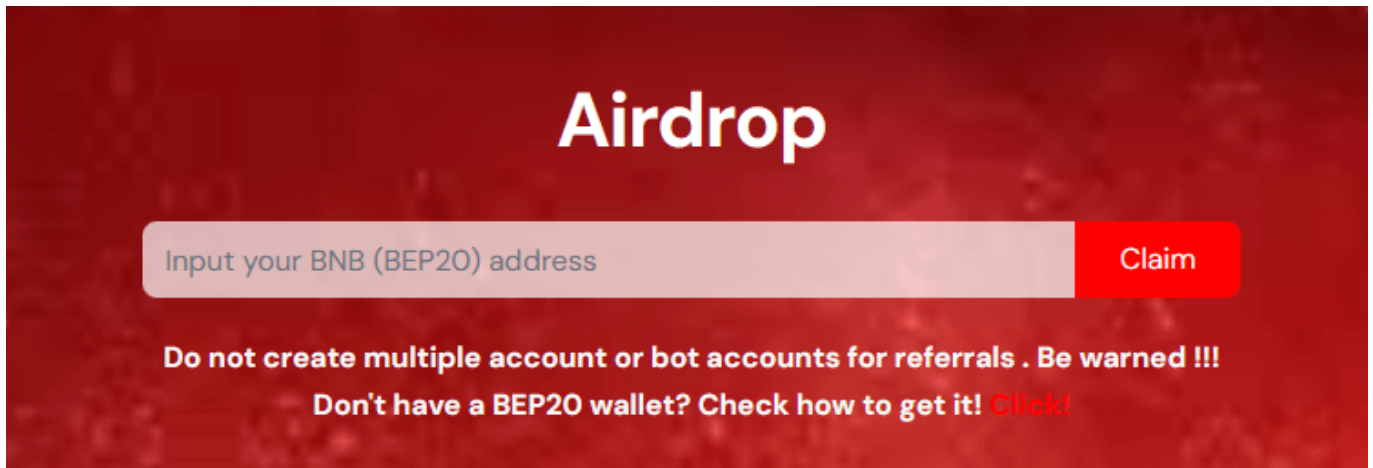 Airdrop
Input your BNB (BEP20) address
Claim
Do not create multiple account or bot accounts for referrals . Be warned !!!
Don't have a BEP20 wallet? Check how to get it! Click!